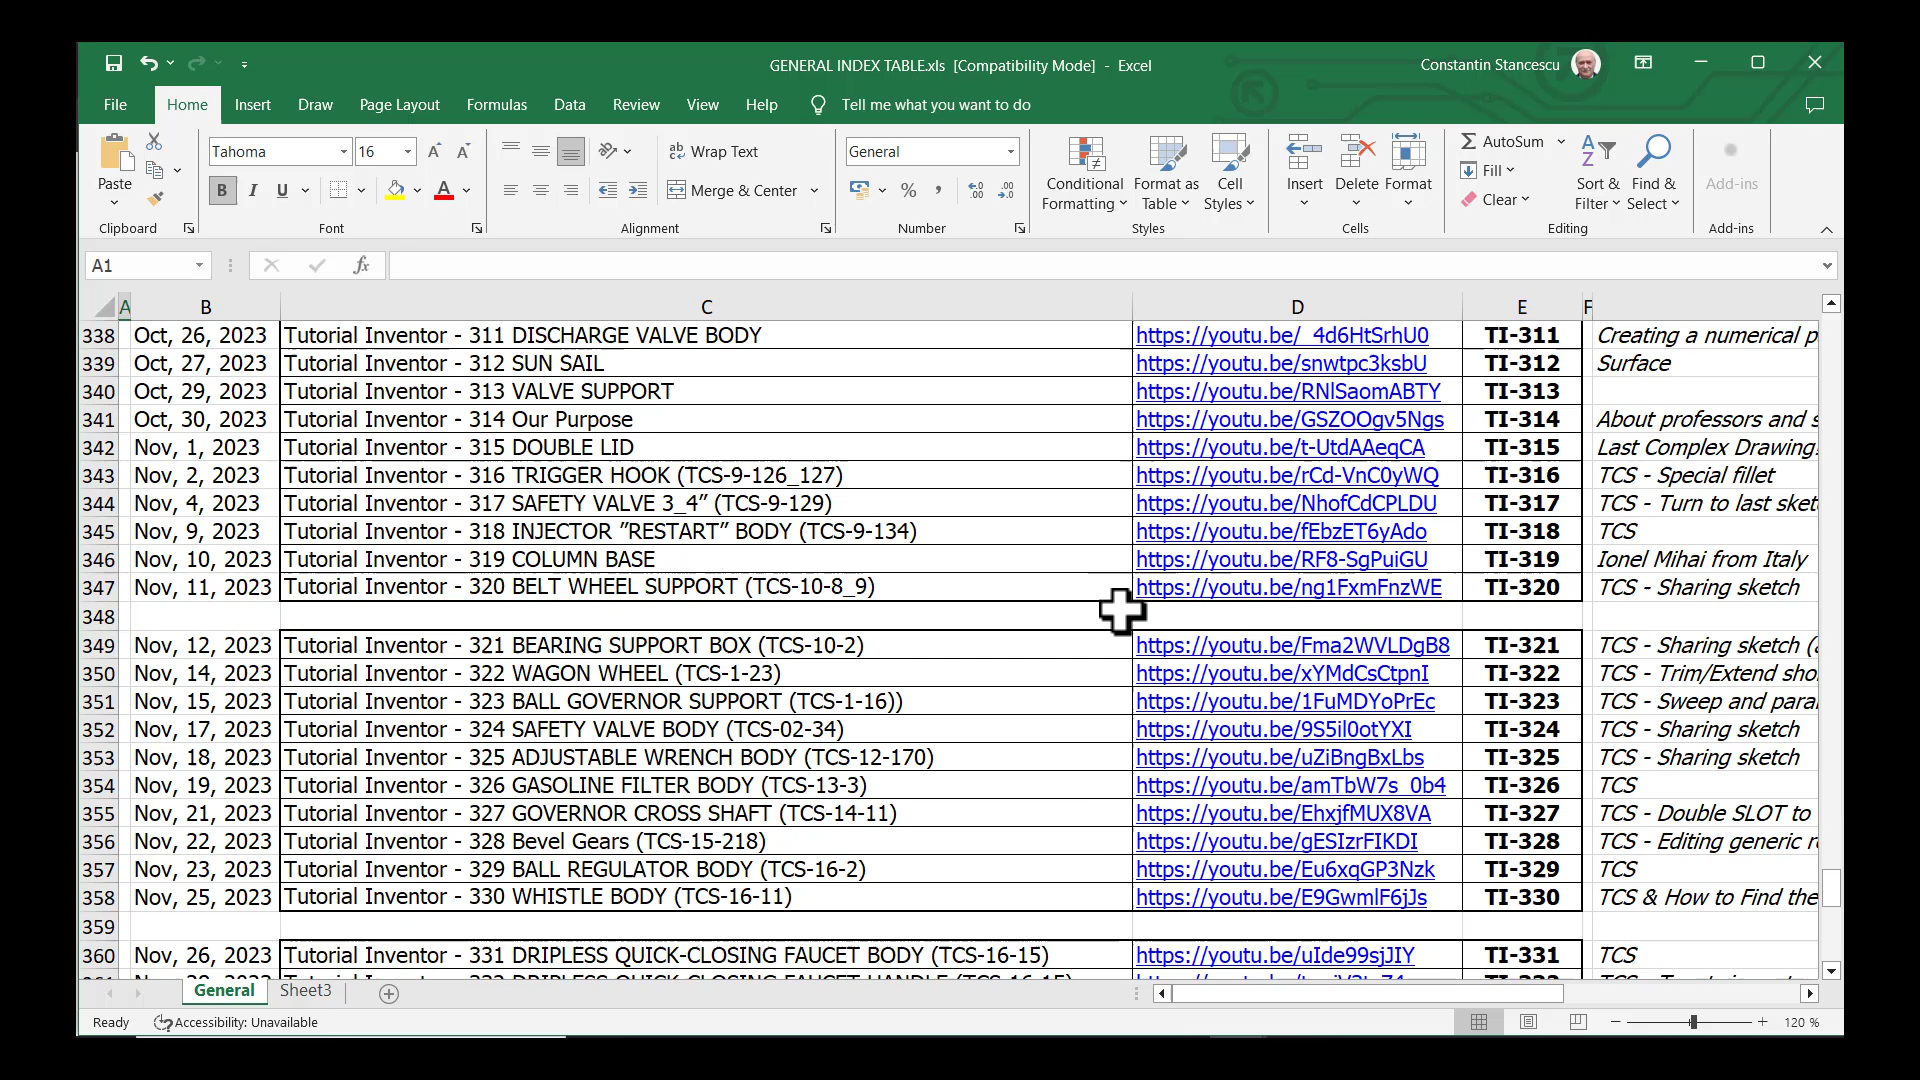 GENERAL INDEX TABLE.xls [Compatibility Mode] - Excel
Constantin Stancescu
File Home Insert Draw Page Layout Formulas Data Review View Help Tell me what you want to do
Tahoma 16 Wrap Text General AutoSum
Paste B I U Merge & Center % Conditional Formatting Format as Table Cell Styles Insert Delete Format Fill Clear Sort & Filter Find & Select Add-ins
Clipboard Font Alignment Number Styles Cells Editing Add-ins
A1 fx
A B C D E F
338 Oct, 26, 2023 Tutorial Inventor - 311 DISCHARGE VALVE BODY https://youtu.be/_4d6HtSrhU0 TI-311 Creating a numerical p
339 Oct, 27, 2023 Tutorial Inventor - 312 SUN SAIL https://youtu.be/snwtpc3ksbU TI-312 Surface
340 Oct, 29, 2023 Tutorial Inventor - 313 VALVE SUPPORT https://youtu.be/RNlSaomABTY TI-313
341 Oct, 30, 2023 Tutorial Inventor - 314 Our Purpose https://youtu.be/GSZOOgv5Ngs TI-314 About professors and s
342 Nov, 1, 2023 Tutorial Inventor - 315 DOUBLE LID https://youtu.be/t-UtdAAeqCA TI-315 Last Complex Drawing.
343 Nov, 2, 2023 Tutorial Inventor - 316 TRIGGER HOOK (TCS-9-126_127) https://youtu.be/rCd-VnC0yWQ TI-316 TCS - Special fillet
344 Nov, 4, 2023 Tutorial Inventor - 317 SAFETY VALVE 3_4” (TCS-9-129) https://youtu.be/NhofCdCPLDU TI-317 TCS - Turn to last sket
345 Nov, 9, 2023 Tutorial Inventor - 318 INJECTOR ”RESTART” BODY (TCS-9-134) https://youtu.be/fEbzET6yAdo TI-318 TCS
346 Nov, 10, 2023 Tutorial Inventor - 319 COLUMN BASE https://youtu.be/RF8-SgPuiGU TI-319 Ionel Mihai from Italy
347 Nov, 11, 2023 Tutorial Inventor - 320 BELT WHEEL SUPPORT (TCS-10-8_9) https://youtu.be/ng1FxmFnzWE TI-320 TCS - Sharing sketch
348
349 Nov, 12, 2023 Tutorial Inventor - 321 BEARING SUPPORT BOX (TCS-10-2) https://youtu.be/Fma2WVLDgB8 TI-321 TCS - Sharing sketch (
350 Nov, 14, 2023 Tutorial Inventor - 322 WAGON WHEEL (TCS-1-23) https://youtu.be/xYMdCsCtpnI TI-322 TCS - Trim/Extend sho
351 Nov, 15, 2023 Tutorial Inventor - 323 BALL GOVERNOR SUPPORT (TCS-1-16)) https://youtu.be/1FuMDYoPrEc TI-323 TCS - Sweep and para
352 Nov, 17, 2023 Tutorial Inventor - 324 SAFETY VALVE BODY (TCS-02-34) https://youtu.be/9S5il0otYXI TI-324 TCS - Sharing sketch
353 Nov, 18, 2023 Tutorial Inventor - 325 ADJUSTABLE WRENCH BODY (TCS-12-170) https://youtu.be/uZiBngBxLbs TI-325 TCS - Sharing sketch
354 Nov, 19, 2023 Tutorial Inventor - 326 GASOLINE FILTER BODY (TCS-13-3) https://youtu.be/amTbW7s_0b4 TI-326 TCS
355 Nov, 21, 2023 Tutorial Inventor - 327 GOVERNOR CROSS SHAFT (TCS-14-11) https://youtu.be/EhxjfMUX8VA TI-327 TCS - Double SLOT to
356 Nov, 22, 2023 Tutorial Inventor - 328 Bevel Gears (TCS-15-218) https://youtu.be/gESIzrFIKDI TI-328 TCS - Editing generic r
357 Nov, 23, 2023 Tutorial Inventor - 329 BALL REGULATOR BODY (TCS-16-2) https://youtu.be/Eu6xqGP3Nzk TI-329 TCS
358 Nov, 25, 2023 Tutorial Inventor - 330 WHISTLE BODY (TCS-16-11) https://youtu.be/E9GwmlF6jJs TI-330 TCS & How to Find the
359
360 Nov, 26, 2023 Tutorial Inventor - 331 DRIPLESS QUICK-CLOSING FAUCET BODY (TCS-16-15) https://youtu.be/uIde99sjJIY TI-331 TCS
General Sheet3
Ready Accessibility: Unavailable 120 %